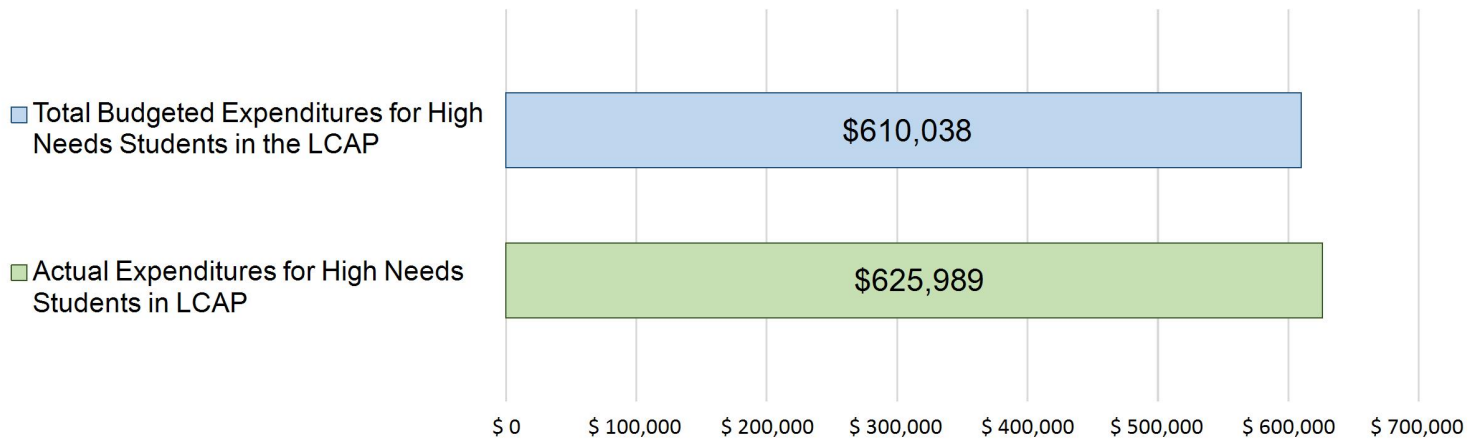 Total Budgeted Expenditures for High
Needs Students in the LCAP
$610,038
Actual Expenditures for High Needs
Students in LCAP
$625,989
$ 0 $ 100,000 $ 200,000 $ 300,000 $ 400,000 $ 500,000 $ 600,000 $ 700,000